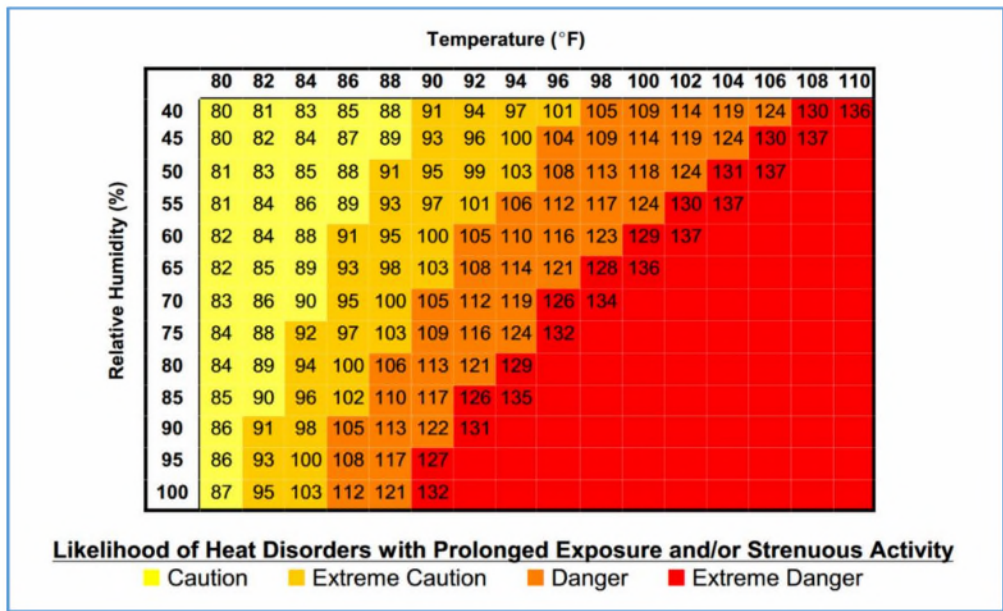 Temperature (°F)
80 82 84 86 88 90 92 94 96 98 100 102 104 106 108 110
Relative Humidity (%)
40 80 81 83 85 88 91 94 97 101 105 109 114 119 124 130 136
45 80 82 84 87 89 93 96 100 104 109 114 119 124 130 137
50 81 83 85 88 91 95 99 103 108 113 118 124 131 137
55 81 84 86 89 93 97 101 106 112 117 124 130 137
60 82 84 88 91 95 100 105 110 116 123 129 137
65 82 85 89 93 98 103 108 114 121 128 136
70 83 86 90 95 100 105 112 119 126 134
75 84 88 92 97 103 109 116 124 132
80 84 89 94 100 106 113 121 129
85 85 90 96 102 110 117 126 135
90 86 91 98 105 113 122 131
95 86 93 100 108 117 127
100 87 95 103 112 121 132
Likelihood of Heat Disorders with Prolonged Exposure and/or Strenuous Activity
Caution Extreme Caution Danger Extreme Danger